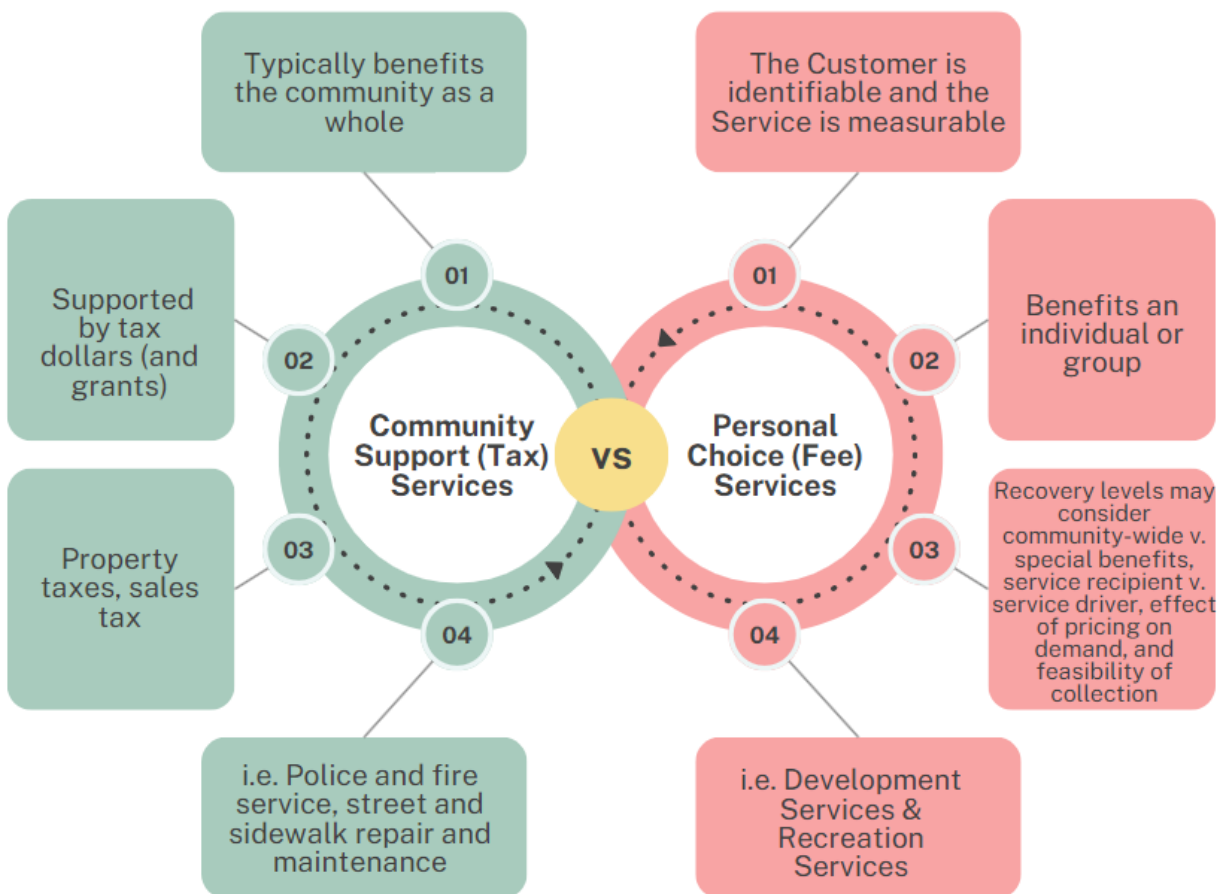 Typically benefits
the community as a
whole
The Customer is
identifiable and the
Service is measurable
Supported
by tax
dollars (and
grants)
01
02
03
04
Community
Support (Tax)
Services
vs
01
02
03
04
Personal
Choice (Fee)
Services
Benefits an
individual or
group
Property
taxes, sales
tax
Recovery levels may
consider
community-wide v.
special benefits,
service recipient v.
service driver, effect
of pricing on
demand, and
feasibility of
collection
i.e. Police and fire
service, street and
sidewalk repair and
maintenance
i.e. Development
Services &
Recreation
Services